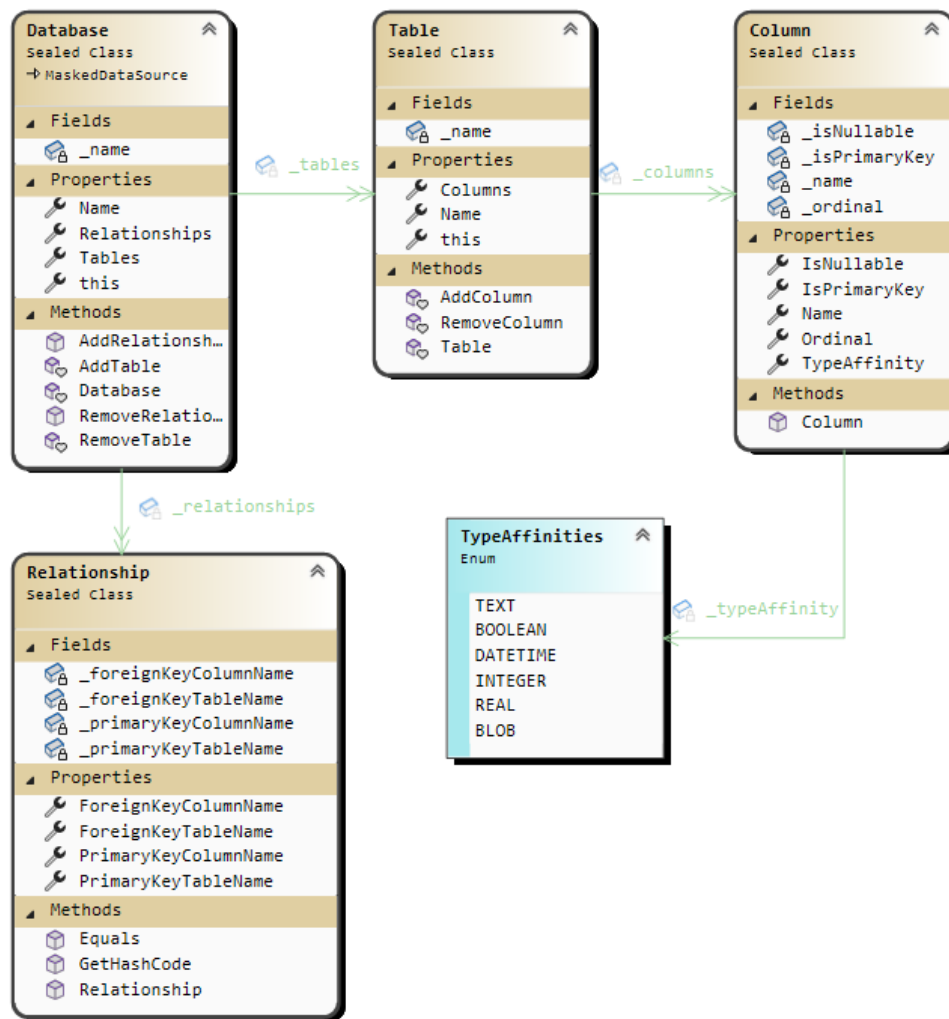 Database
Sealed Class
MaskedDataSource
Fields
_name
Properties
Name
Relationships
Tables
this
Methods
AddRelationsh...
AddTable
Database
RemoveRelatio...
RemoveTable
_tables
Table
Sealed Class
Fields
_name
Properties
Columns
Name
this
Methods
AddColumn
RemoveColumn
Table
_columns
Column
Sealed Class
Fields
_isNullable
_isPrimaryKey
_name
_ordinal
Properties
IsNullable
IsPrimaryKey
Name
Ordinal
TypeAffinity
Methods
Column
_relationships
Relationship
Sealed Class
Fields
_foreignKeyColumnName
_foreignKeyTableName
_primaryKeyColumnName
_primaryKeyTableName
Properties
ForeignKeyColumnName
ForeignKeyTableName
PrimaryKeyColumnName
PrimaryKeyTableName
Methods
Equals
GetHashCode
Relationship
TypeAffinities
Enum
TEXT
BOOLEAN
DATETIME
INTEGER
REAL
BLOB
_typeAffinity